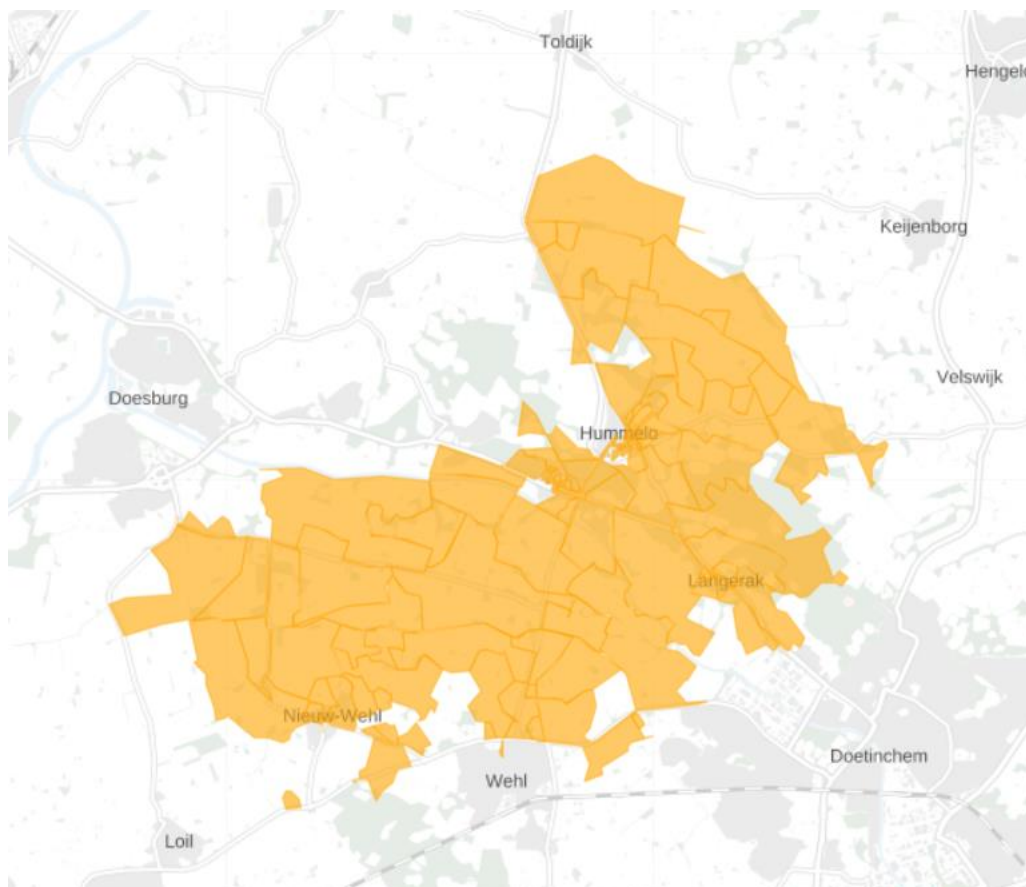 Toldijk
Hengelo
Keijenborg
Velswijk
Doesburg
Hummelo
Langerak
Nieuw-Wehl
Doetinchem
Wehl
Loil